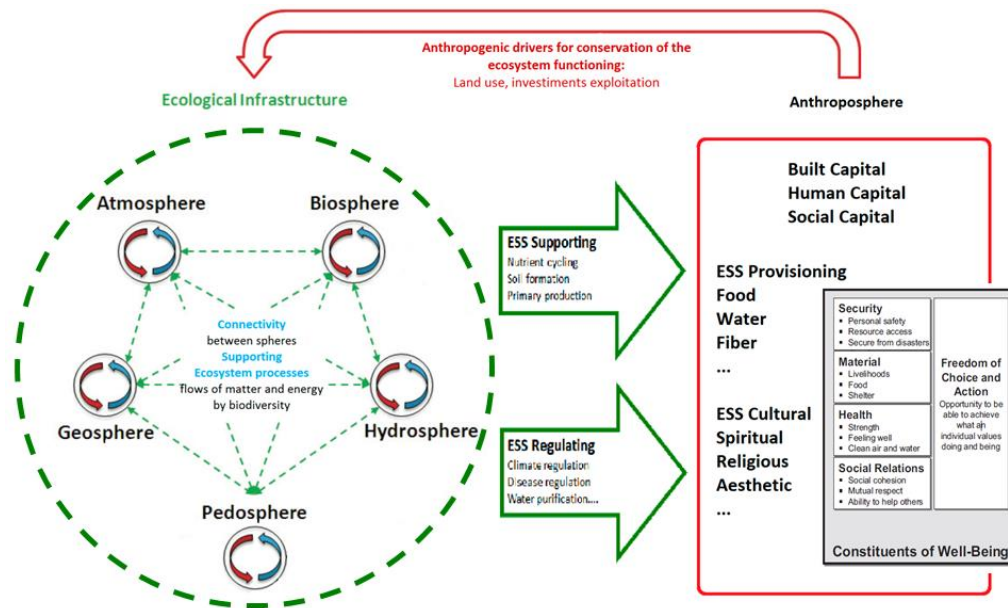 Anthropogenic drivers for conservation of the
ecosystem functioning:
Land use, investiments exploitation
Ecological Infrastructure
Anthroposphere
Atmosphere
Biosphere
Connectivity
between spheres
Supporting
Ecosystem processes
flows of matter and energy
by biodiversity
Geosphere
Hydrosphere
Pedosphere
ESS Supporting
Nutrient cycling
Soil formation
Primary production
ESS Regulating
Climate regulation
Disease regulation
Water purification....
Built Capital
Human Capital
Social Capital
ESS Provisioning
Food
Water
Fiber
...
ESS Cultural
Spiritual
Religious
Aesthetic
...
Security
▪ Personal safety
▪ Resource access
▪ Secure from disasters
Material
▪ Livelihoods
▪ Food
▪ Shelter
Health
▪ Strength
▪ Feeling well
▪ Clean air and water
Social Relations
▪ Social cohesion
▪ Mutual respect
▪ Ability to help others
Freedom of
Choice and
Action
Opportunity to be
able to achieve
what an
individual values
doing and being
Constituents of Well-Being